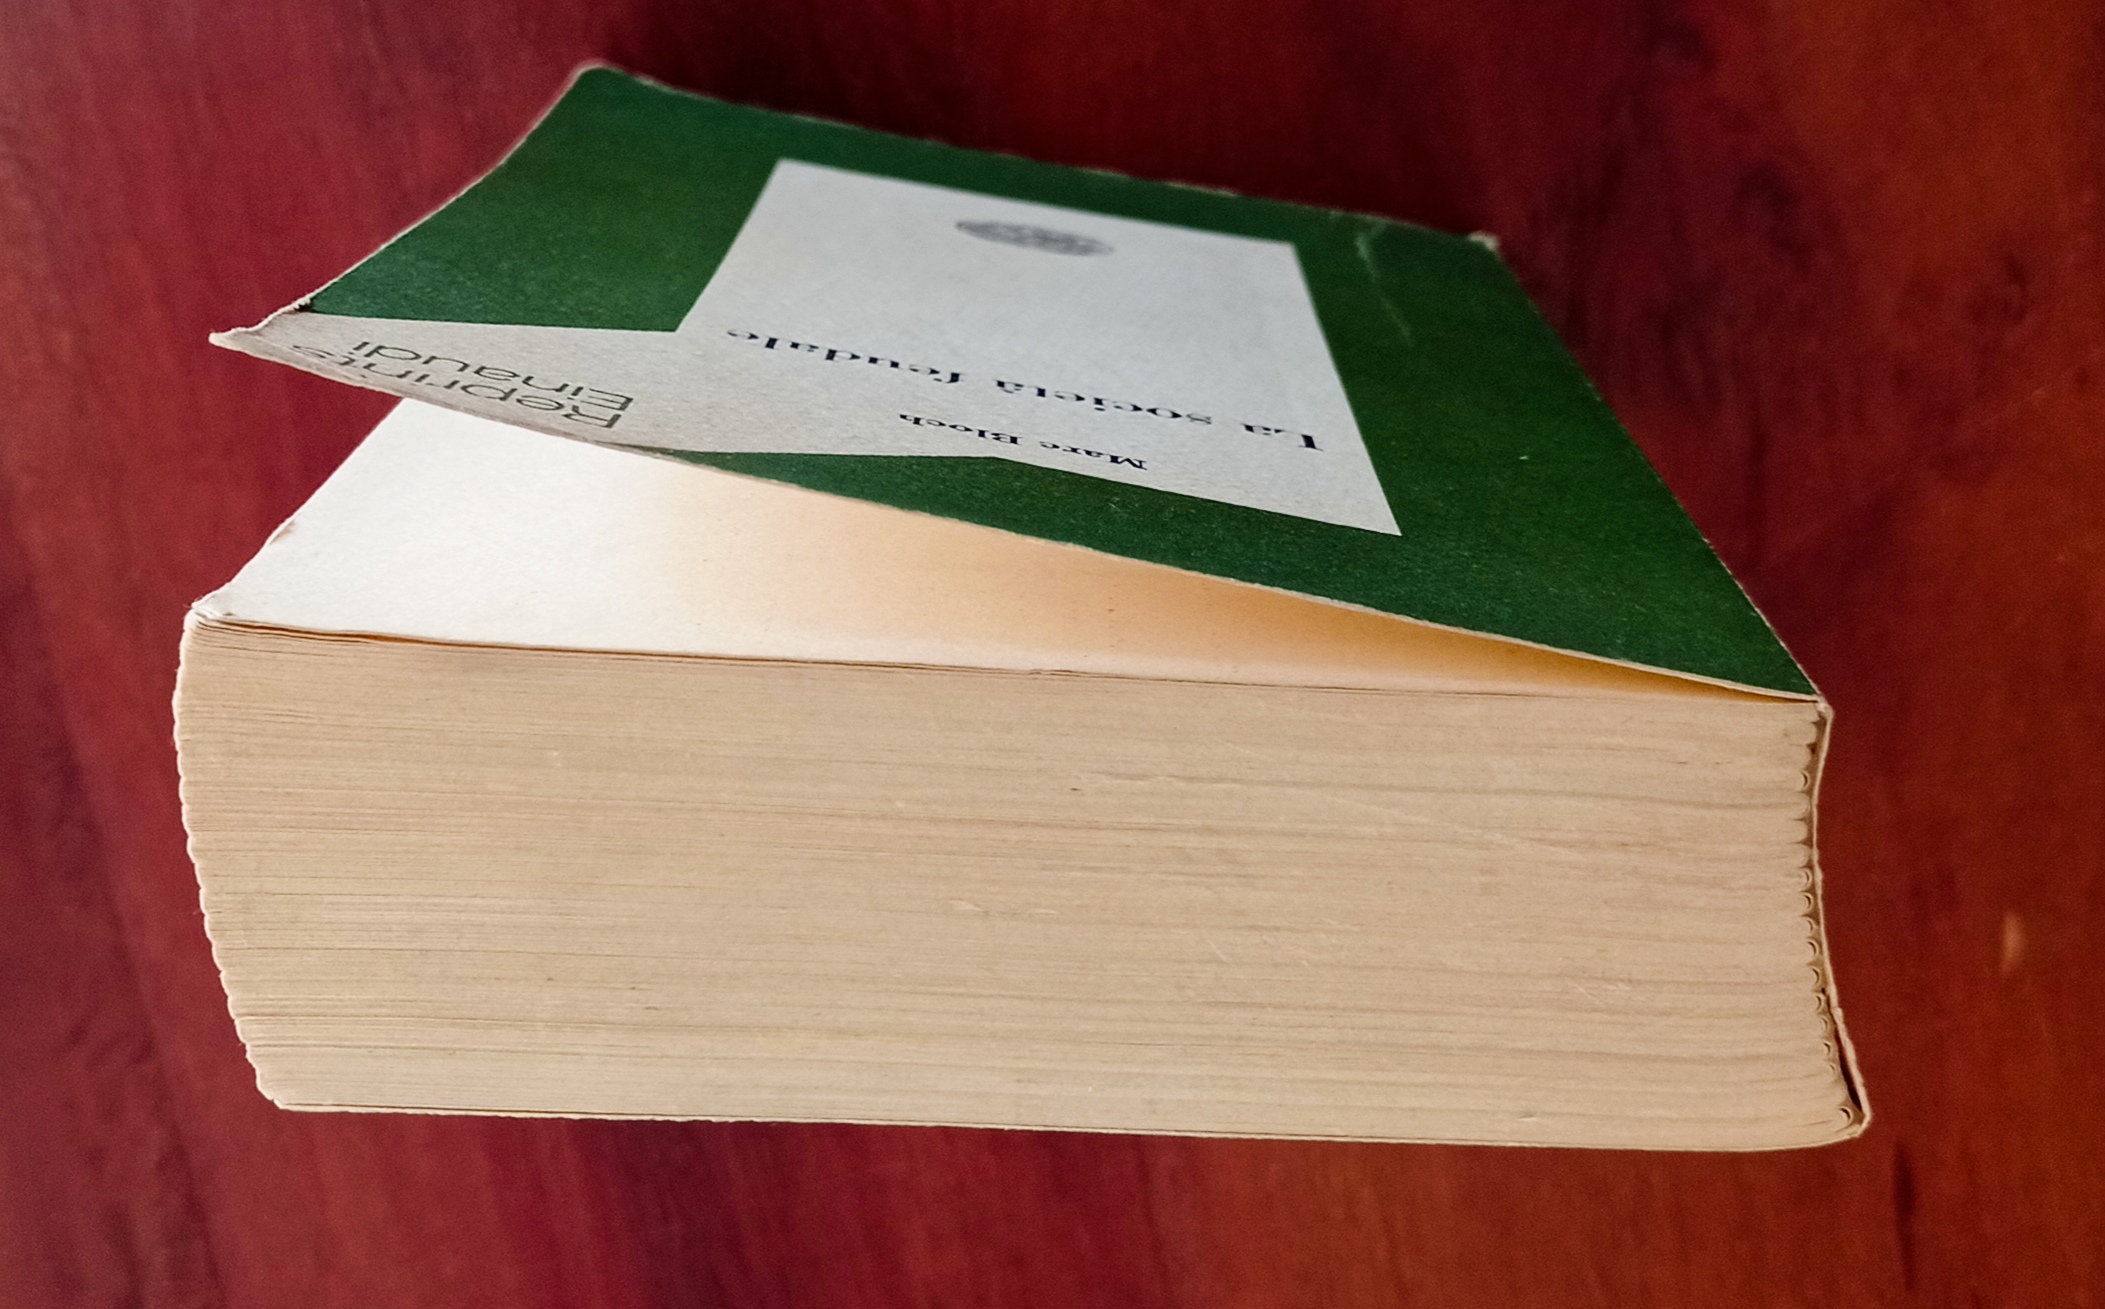 Marc Bloch
La società feudale
Reprints
Einaudi